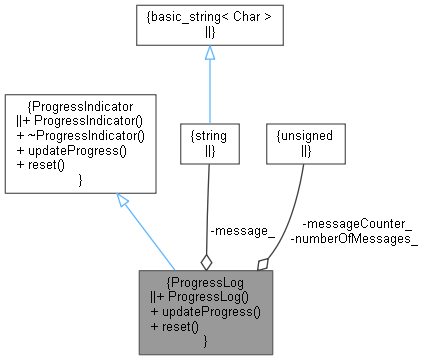 {basic_string< Char >
||}
{ProgressIndicator
||+ ProgressIndicator()
+ ~ProgressIndicator()
+ updateProgress()
+ reset()
}
{string
||}
{unsigned
||}
-message_
-messageCounter_
-numberOfMessages_
{ProgressLog
||+ ProgressLog()
+ updateProgress()
+ reset()
}